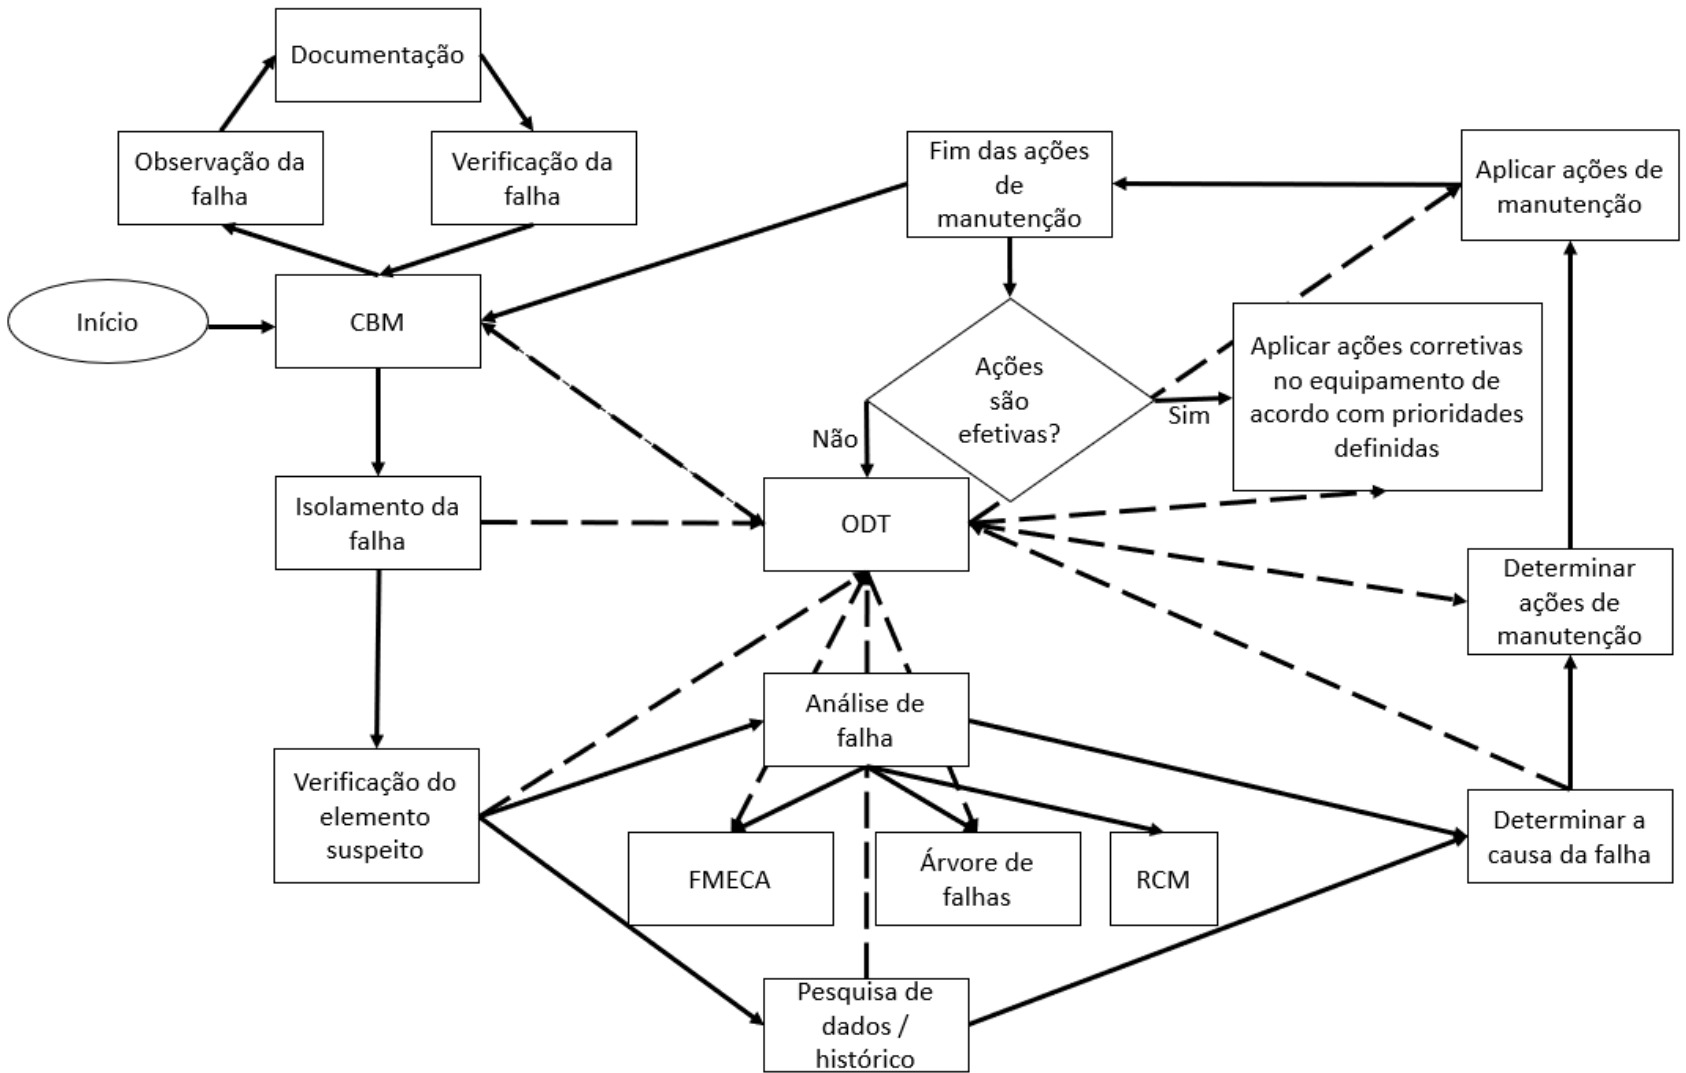 Documentação
Observação da
falha
Verificação da
falha
Fim das ações
de
manutenção
Aplicar ações de
manutenção
Início
CBM
Ações
são
efetivas?
Sim
Não
Aplicar ações corretivas
no equipamento de
acordo com prioridades
definidas
Isolamento da
falha
ODT
Determinar
ações de
manutenção
Análise de
falha
Verificação do
elemento
suspeito
FMECA
Árvore de
falhas
RCM
Determinar a
causa da falha
Pesquisa de
dados /
histórico